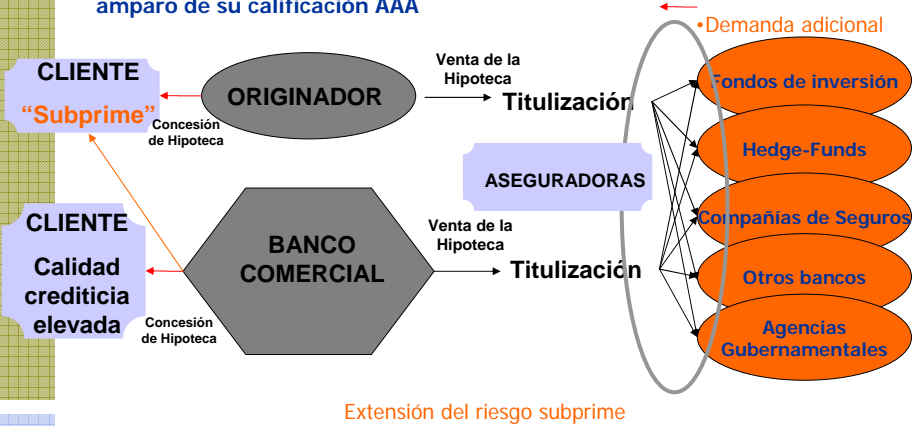 amparo de su calificación AAA
•Demanda adicional
CLIENTE
“Subprime”
Concesión
de Hipoteca
ORIGINADOR
Venta de la
Hipoteca
Titulización
Fondos de inversión
Hedge-Funds
ASEGURADORAS
Compañías de Seguros
CLIENTE
Calidad
crediticia
elevada
Concesión
de Hipoteca
BANCO
COMERCIAL
Venta de la
Hipoteca
Titulización
Otros bancos
Agencias
Gubernamentales
Extensión del riesgo subprime